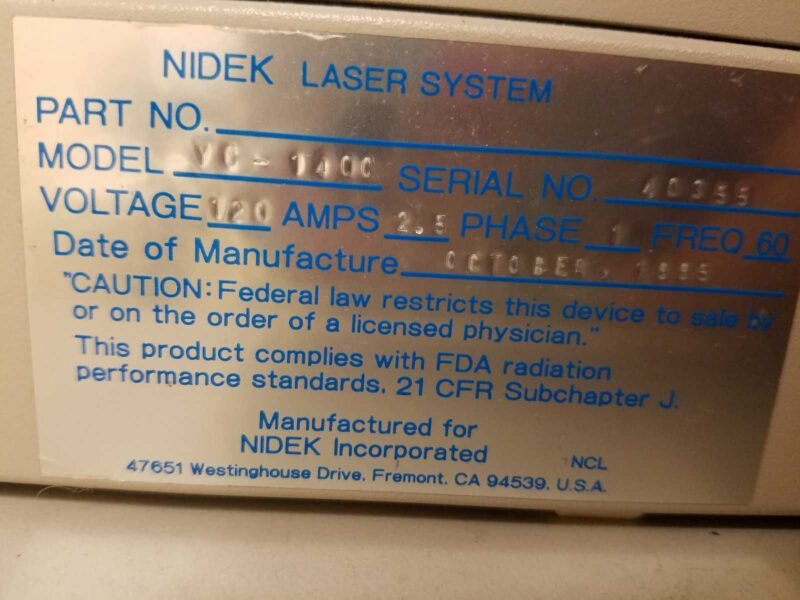 NIDEK LASER SYSTEM
PART NO.
MODEL YC-1400 SERIAL NO. 40355
VOLTAGE 120 AMPS 2.5 PHASE 1 FREQ 60
Date of Manufacture OCTOBER, 1995
"CAUTION: Federal law restricts this device to sale by
or on the order of a licensed physician."
This product complies with FDA radiation
performance standards, 21 CFR Subchapter J.
Manufactured for
NIDEK Incorporated
NCL
47651 Westinghouse Drive, Fremont, CA 94539, U.S.A.